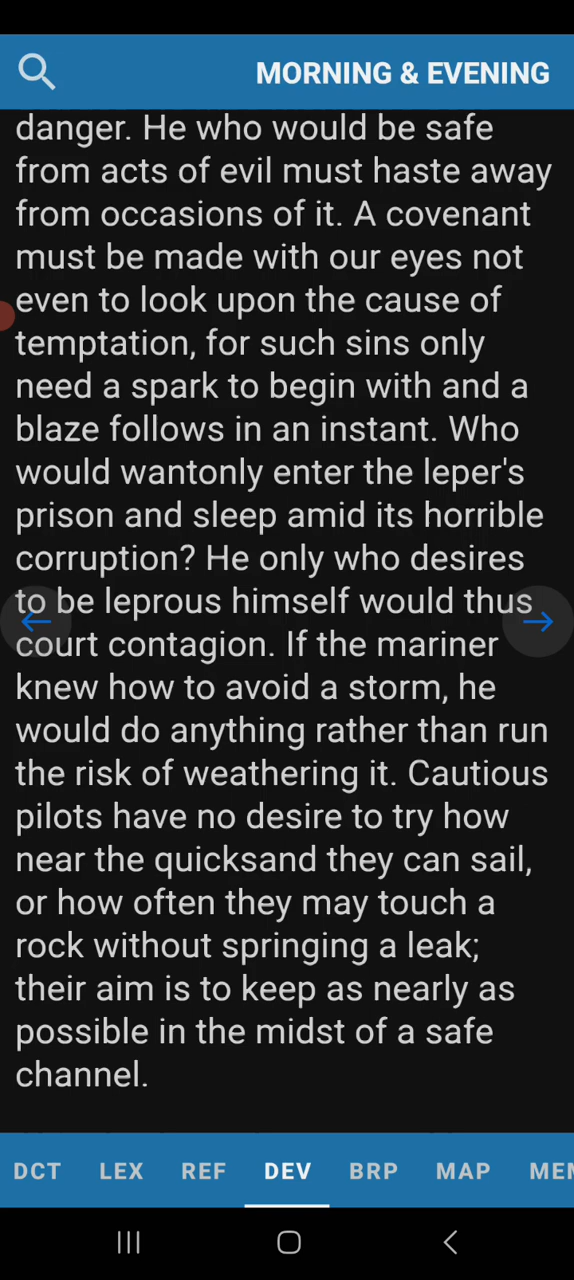 MORNING & EVENING
danger. He who would be safe
from acts of evil must haste away
from occasions of it. A covenant
must be made with our eyes not
even to look upon the cause of
temptation, for such sins only
need a spark to begin with and a
blaze follows in an instant. Who
would wantonly enter the leper's
prison and sleep amid its horrible
corruption? He only who desires
to be leprous himself would thus
court contagion. If the mariner
knew how to avoid a storm, he
would do anything rather than run
the risk of weathering it. Cautious
pilots have no desire to try how
near the quicksand they can sail,
or how often they may touch a
rock without springing a leak;
their aim is to keep as nearly as
possible in the midst of a safe
channel.
DCT LEX REF DEV BRP MAP MEM